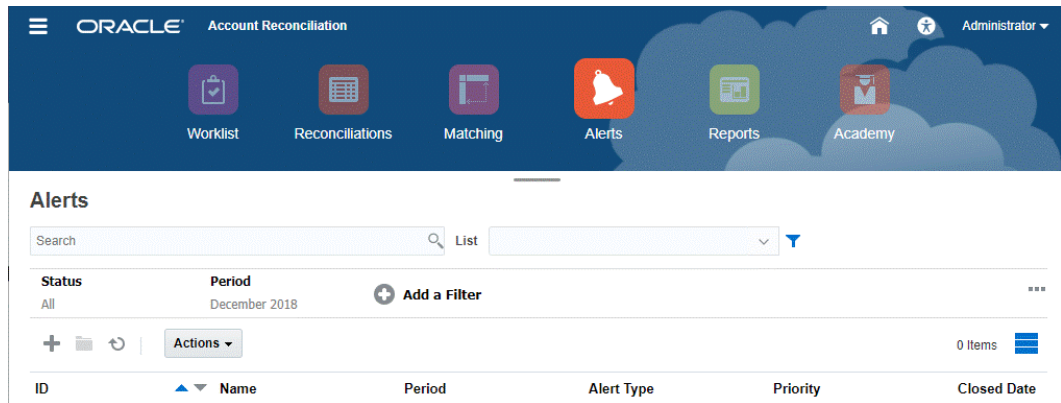 ORACLE Account Reconciliation Administrator
Worklist Reconciliations Matching Alerts Reports Academy
Alerts
Search List
Status Period Add a Filter
All December 2018
Actions 0 Items
ID Name Period Alert Type Priority Closed Date